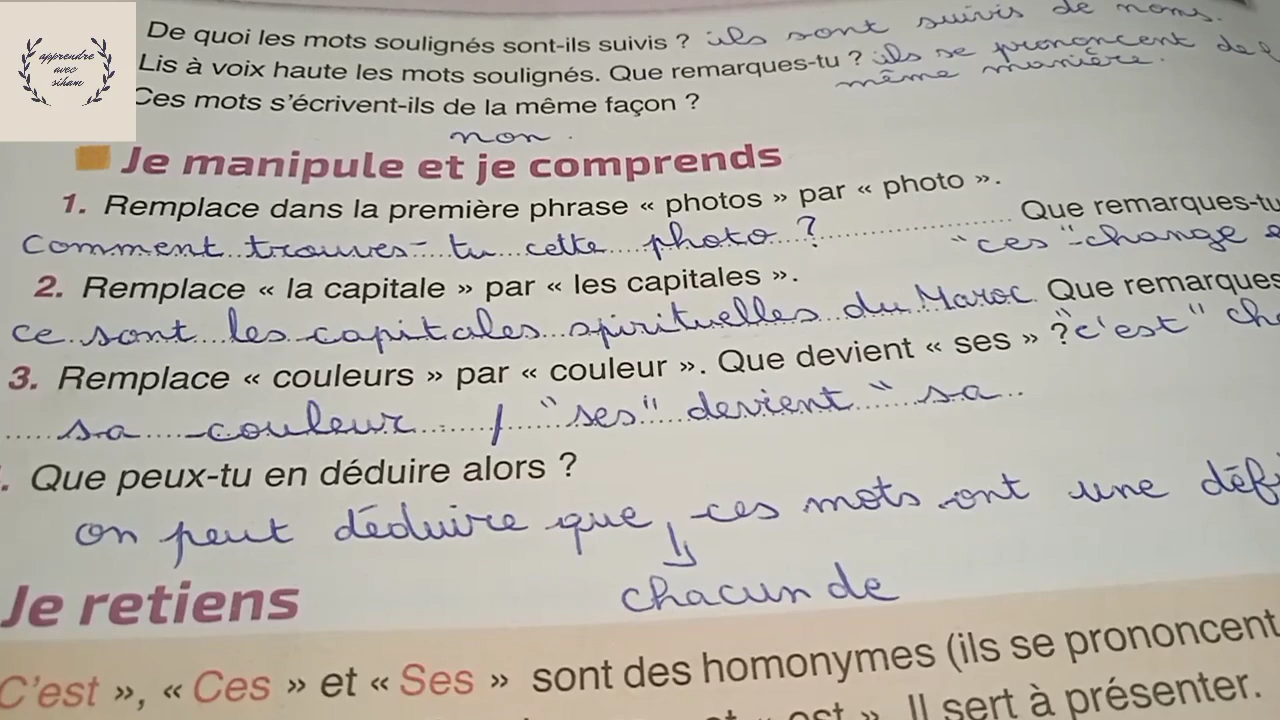 apprendre
avec
siham
De quoi les mots soulignés sont-ils suivis ? ils sont suivis de noms.
Lis à voix haute les mots soulignés. Que remarques-tu ? ils se prononcent de
même manière.
Ces mots s'écrivent-ils de la même façon ?
non.
Je manipule et je comprends
1. Remplace dans la première phrase « photos » par « photo ».
Comment trouves-tu cette photo ? Que remarques-tu
"ces" change
2. Remplace « la capitale » par « les capitales ».
ce sont les capitales spirituelles du Maroc Que remarques
3. Remplace « couleurs » par « couleur ». Que devient « ses » ? "c'est"
sa couleur / "ses" devient "sa
. Que peux-tu en déduire alors ?
on peut déduire que, ces mots ont une
chacun de
Je retiens
C'est », « Ces » et « Ses » sont des homonymes (ils se prononcent
est ». Il sert à présenter.